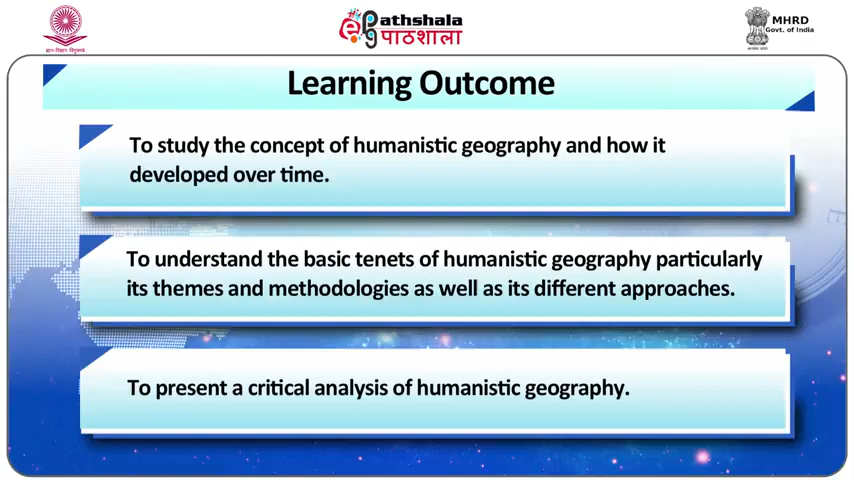 Pathshala
पाठशाला
MHRD
Govt. of India
ज्ञान-विज्ञान विमुक्तये
Learning Outcome
To study the concept of humanistic geography and how it
developed over time.
To understand the basic tenets of humanistic geography particularly
its themes and methodologies as well as its different approaches.
To present a critical analysis of humanistic geography.